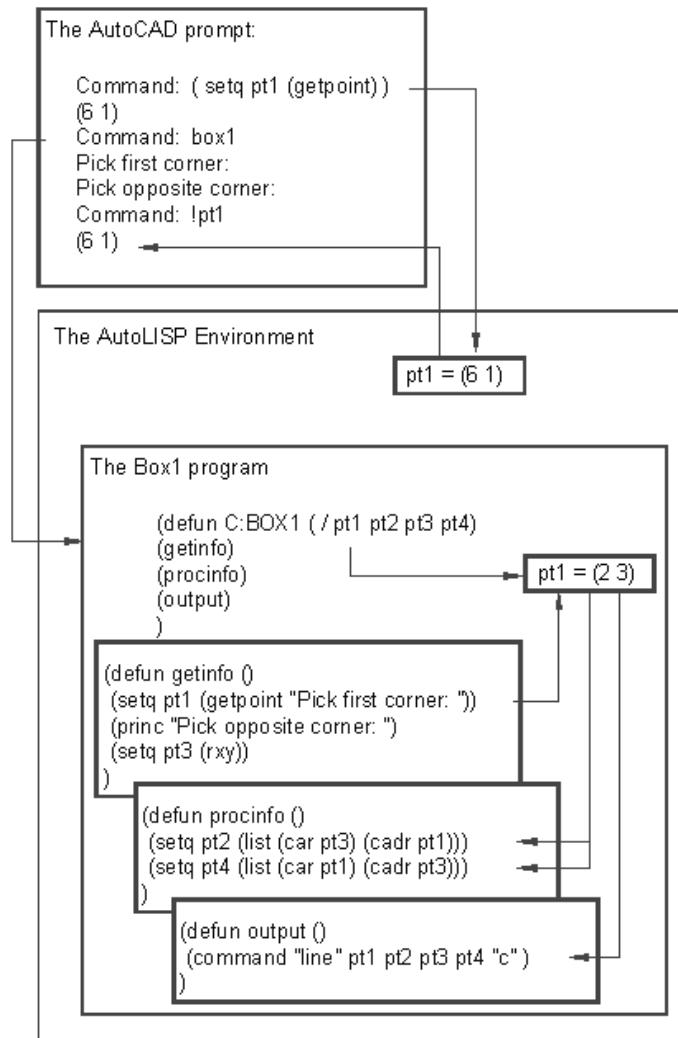 The AutoCAD prompt:
Command: ( setq pt1 (getpoint) )
(6 1)
Command: box1
Pick first corner:
Pick opposite corner:
Command: !pt1
(6 1)
The AutoLISP Environment
pt1 = (6 1)
The Box1 program
(defun C:BOX1 ( / pt1 pt2 pt3 pt4)
(getinfo)
(procinfo)
(output)
)
pt1 = (2 3)
(defun getinfo ()
(setq pt1 (getpoint "Pick first corner: "))
(princ "Pick opposite corner: ")
(setq pt3 (rxy))
)
(defun procinfo ()
(setq pt2 (list (car pt3) (cadr pt1)))
(setq pt4 (list (car pt1) (cadr pt3)))
)
(defun output ()
(command "line" pt1 pt2 pt3 pt4 "c" )
)